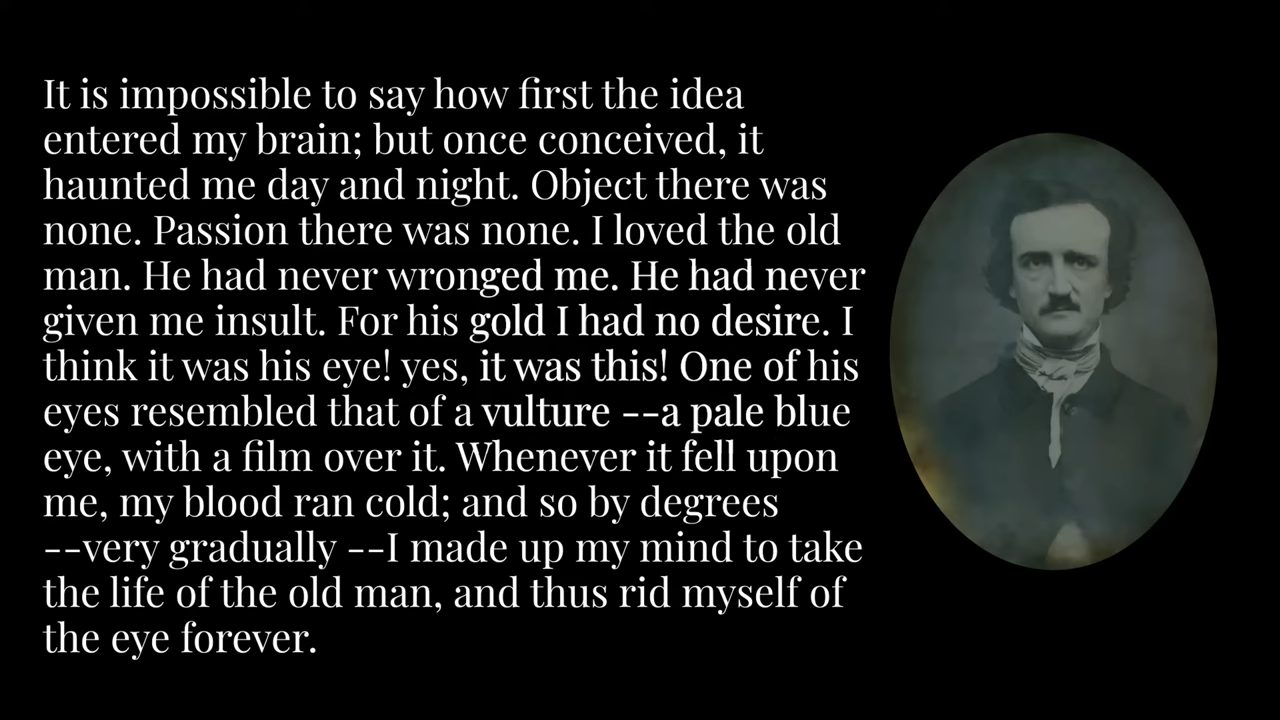 It is impossible to say how first the idea
entered my brain; but once conceived, it
haunted me day and night. Object there was
none. Passion there was none. I loved the old
man. He had never wronged me. He had never
given me insult. For his gold I had no desire. I
think it was his eye! yes, it was this! One of his
eyes resembled that of a vulture --a pale blue
eye, with a film over it. Whenever it fell upon
me, my blood ran cold; and so by degrees
--very gradually --I made up my mind to take
the life of the old man, and thus rid myself of
the eye forever.